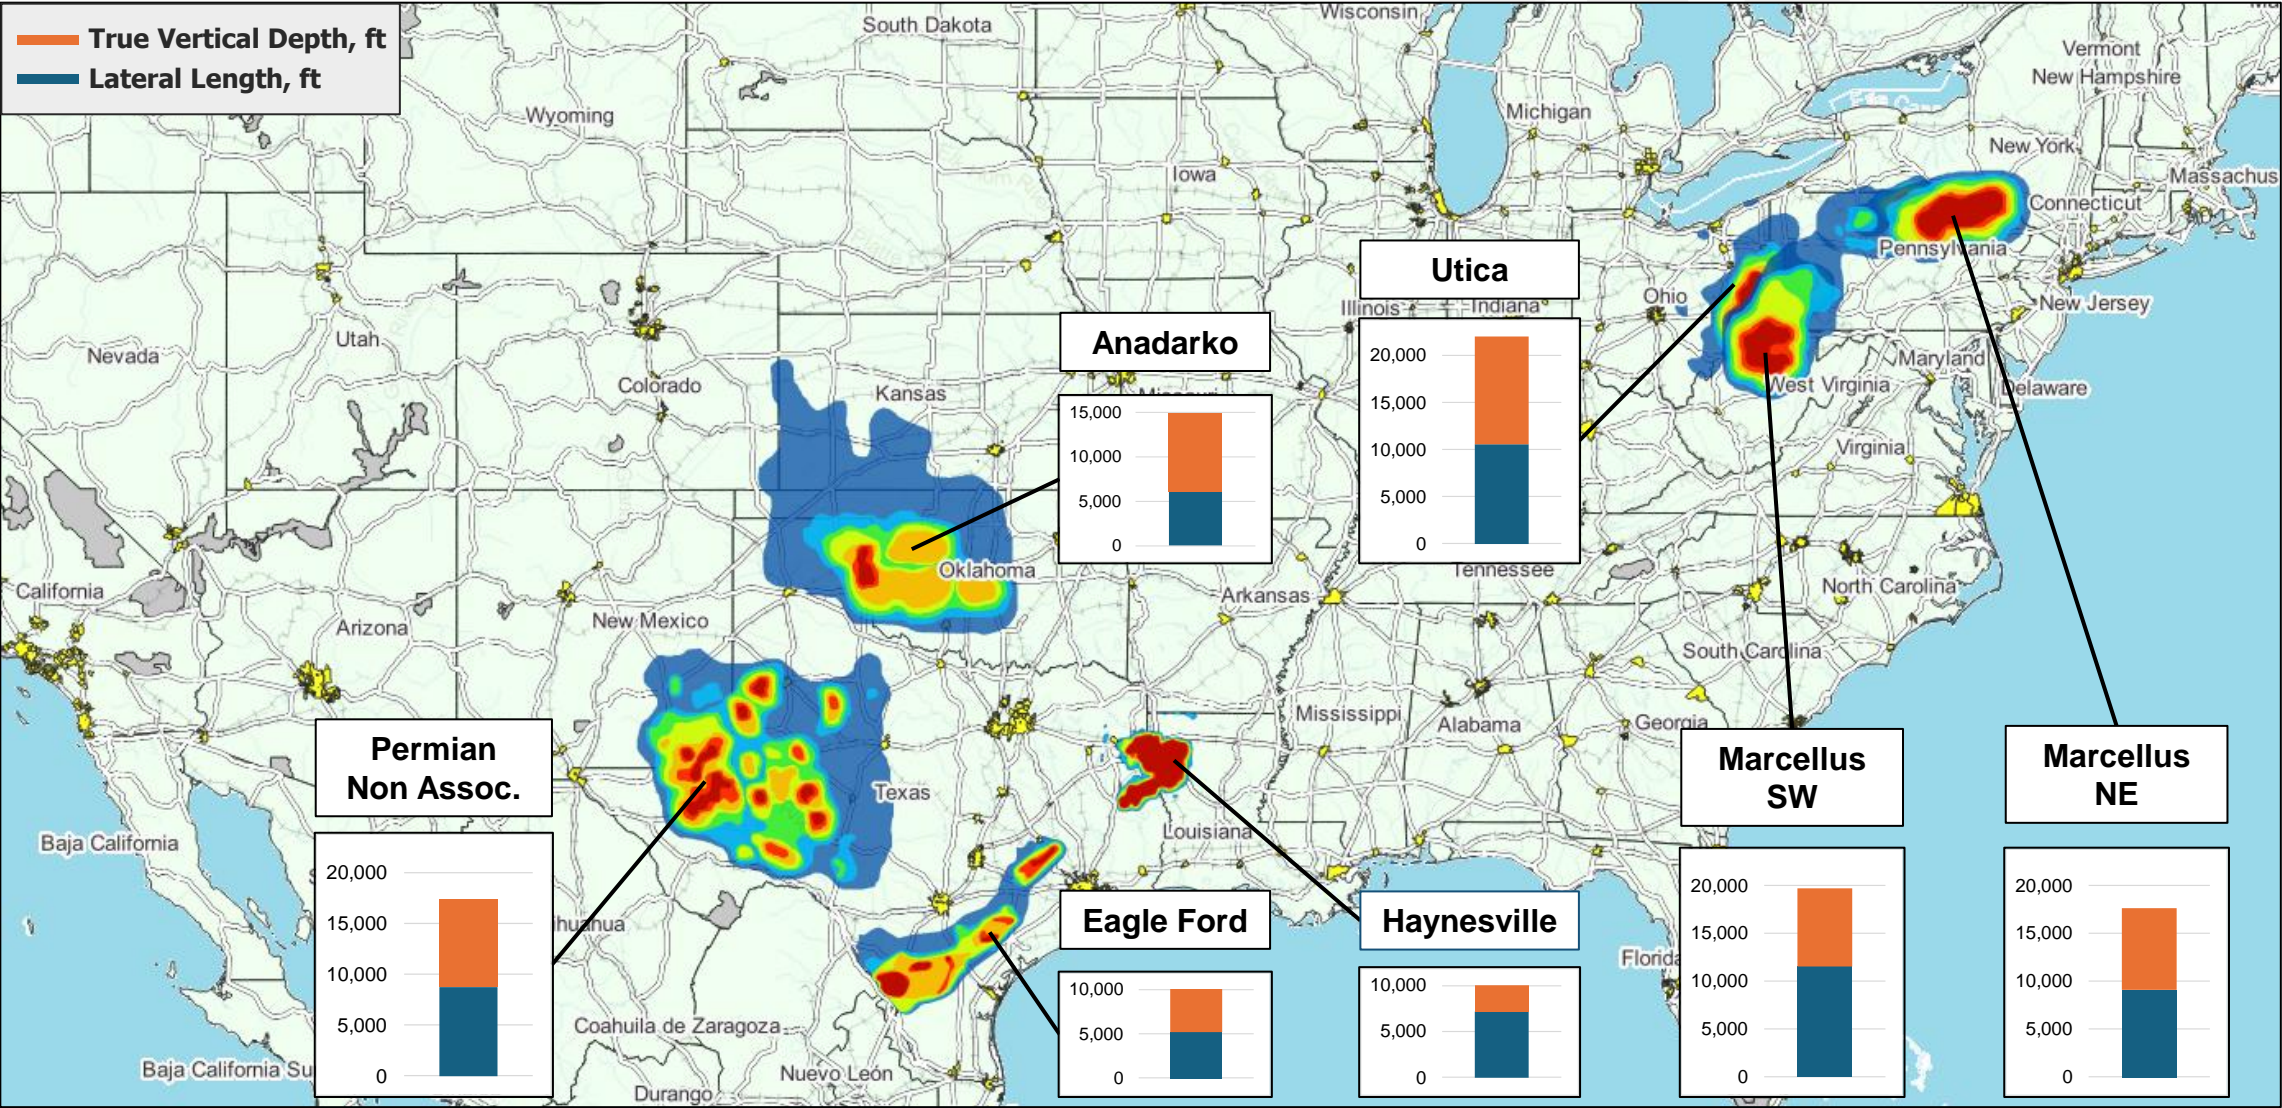 True Vertical Depth, ft
Lateral Length, ft
South Dakota
Wisconsin
Vermont
New Hampshire
Wyoming
Michigan
New York
Iowa
Massachus
Connecticut
Pennsylvania
Utica
Ohio
Illinois
Indiana
New Jersey
Anadarko
Utah
Nevada
Colorado
Kansas
Maryland
West Virginia
Delaware
20,000
15,000
10,000
5,000
0
15,000
10,000
5,000
0
Virginia
Oklahoma
Tennessee
California
Arkansas
North Carolina
New Mexico
Arizona
South Carolina
Mississippi
Alabama
Georgia
Permian
Non Assoc.
Marcellus
SW
Marcellus
NE
Texas
Louisiana
Baja California
20,000
15,000
10,000
5,000
0
ihuahua
Eagle Ford
Haynesville
Florida
10,000
5,000
0
10,000
5,000
0
20,000
15,000
10,000
5,000
0
20,000
15,000
10,000
5,000
0
Coahuila de Zaragoza
Baja California Su
Nuevo León
Durango